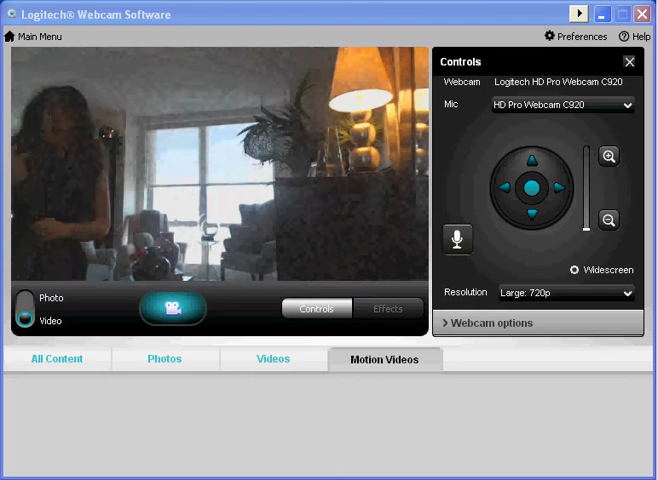 Logitech® Webcam Software
Main Menu
Preferences
Help
Controls
Webcam Logitech HD Pro Webcam C920
Mic HD Pro Webcam C920
Widescreen
Resolution Large: 720p
Webcam options
Photo
Video
Controls
Effects
All Content
Photos
Videos
Motion Videos